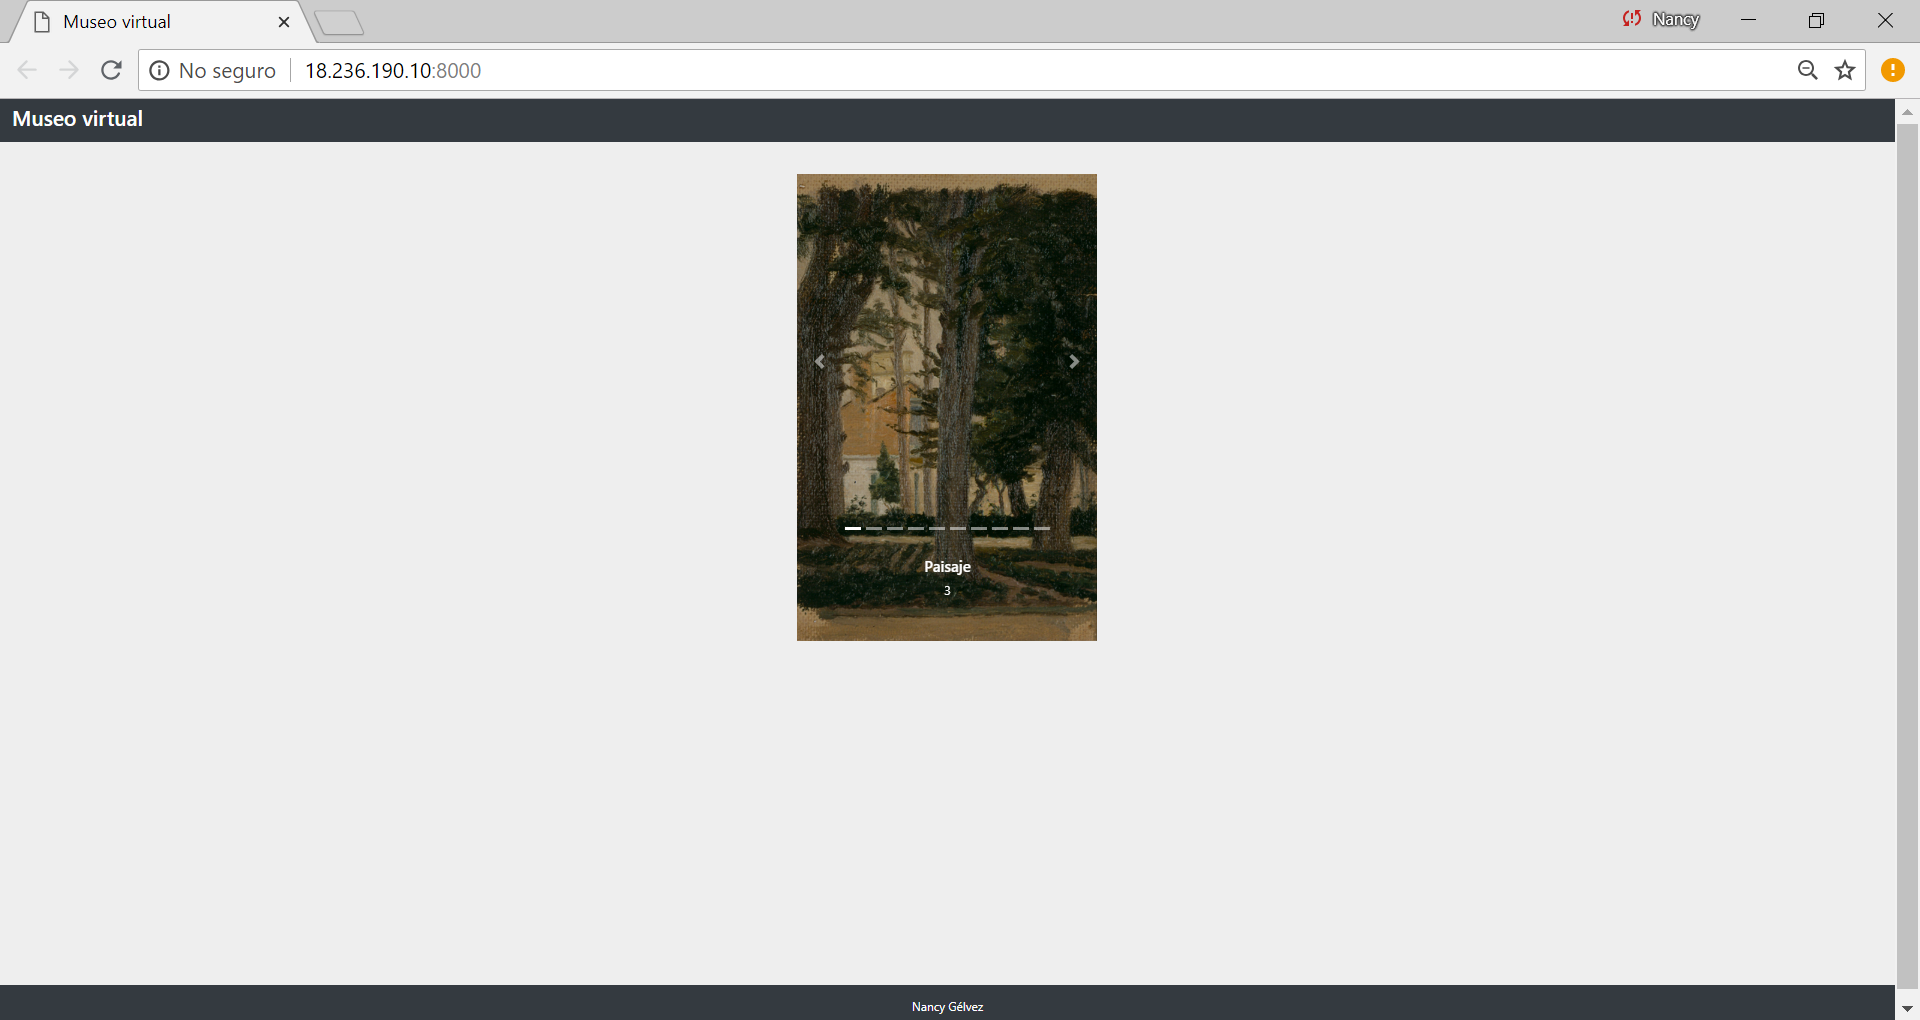 Museo virtual
Nancy
No seguro
18.236.190.10:8000
Museo virtual
Paisaje
3
Nancy Gélvez